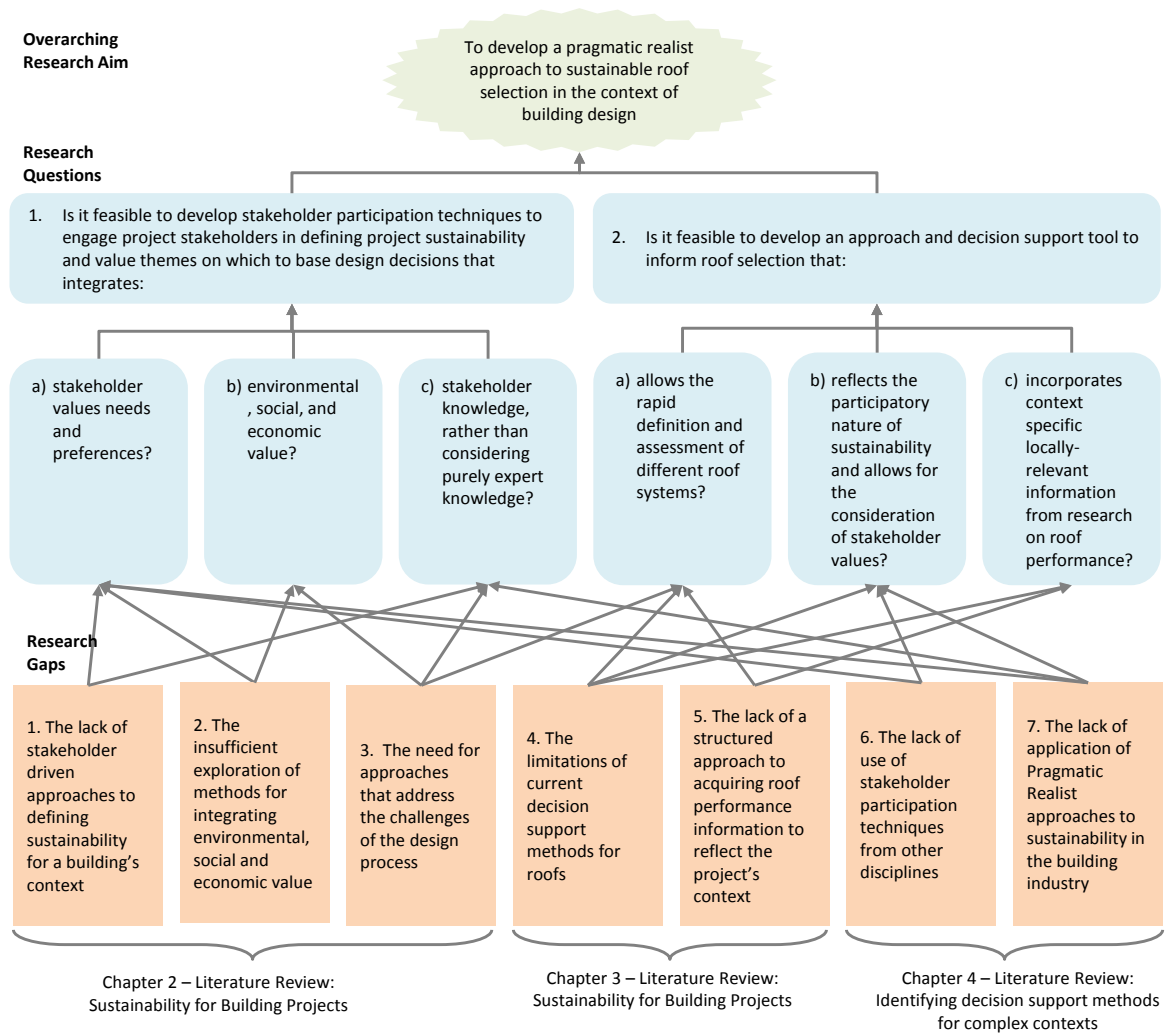 Overarching
Research Aim
To develop a pragmatic realist
approach to sustainable roof
selection in the context of
building design
Research
Questions
1. Is it feasible to develop stakeholder participation techniques to
engage project stakeholders in defining project sustainability
and value themes on which to base design decisions that
integrates:
2. Is it feasible to develop an approach and decision support tool to
inform roof selection that:
a) stakeholder
values needs
and
preferences?
b) environmental
, social, and
economic
value?
c) stakeholder
knowledge,
rather than
considering
purely expert
knowledge?
a) allows the
rapid
definition and
assessment of
different roof
systems?
b) reflects the
participatory
nature of
sustainability
and allows for
the
consideration
of stakeholder
values?
c) incorporates
context
specific
locally-
relevant
information
from research
on roof
performance?
Research
Gaps
1. The lack of
stakeholder
driven
approaches to
defining
sustainability
for a building's
context
2. The
insufficient
exploration of
methods for
integrating
environmental,
social and
economic value
3. The need for
approaches
that address
the challenges
of the design
process
4. The
limitations of
current
decision
support
methods for
roofs
5. The lack of a
structured
approach to
acquiring roof
performance
information to
reflect the
project's
context
6. The lack of
use of
stakeholder
participation
techniques
from other
disciplines
7. The lack of
application of
Pragmatic
Realist
approaches to
sustainability in
the building
industry
Chapter 2 – Literature Review:
Sustainability for Building Projects
Chapter 3 – Literature Review:
Sustainability for Building Projects
Chapter 4 – Literature Review:
Identifying decision support methods
for complex contexts